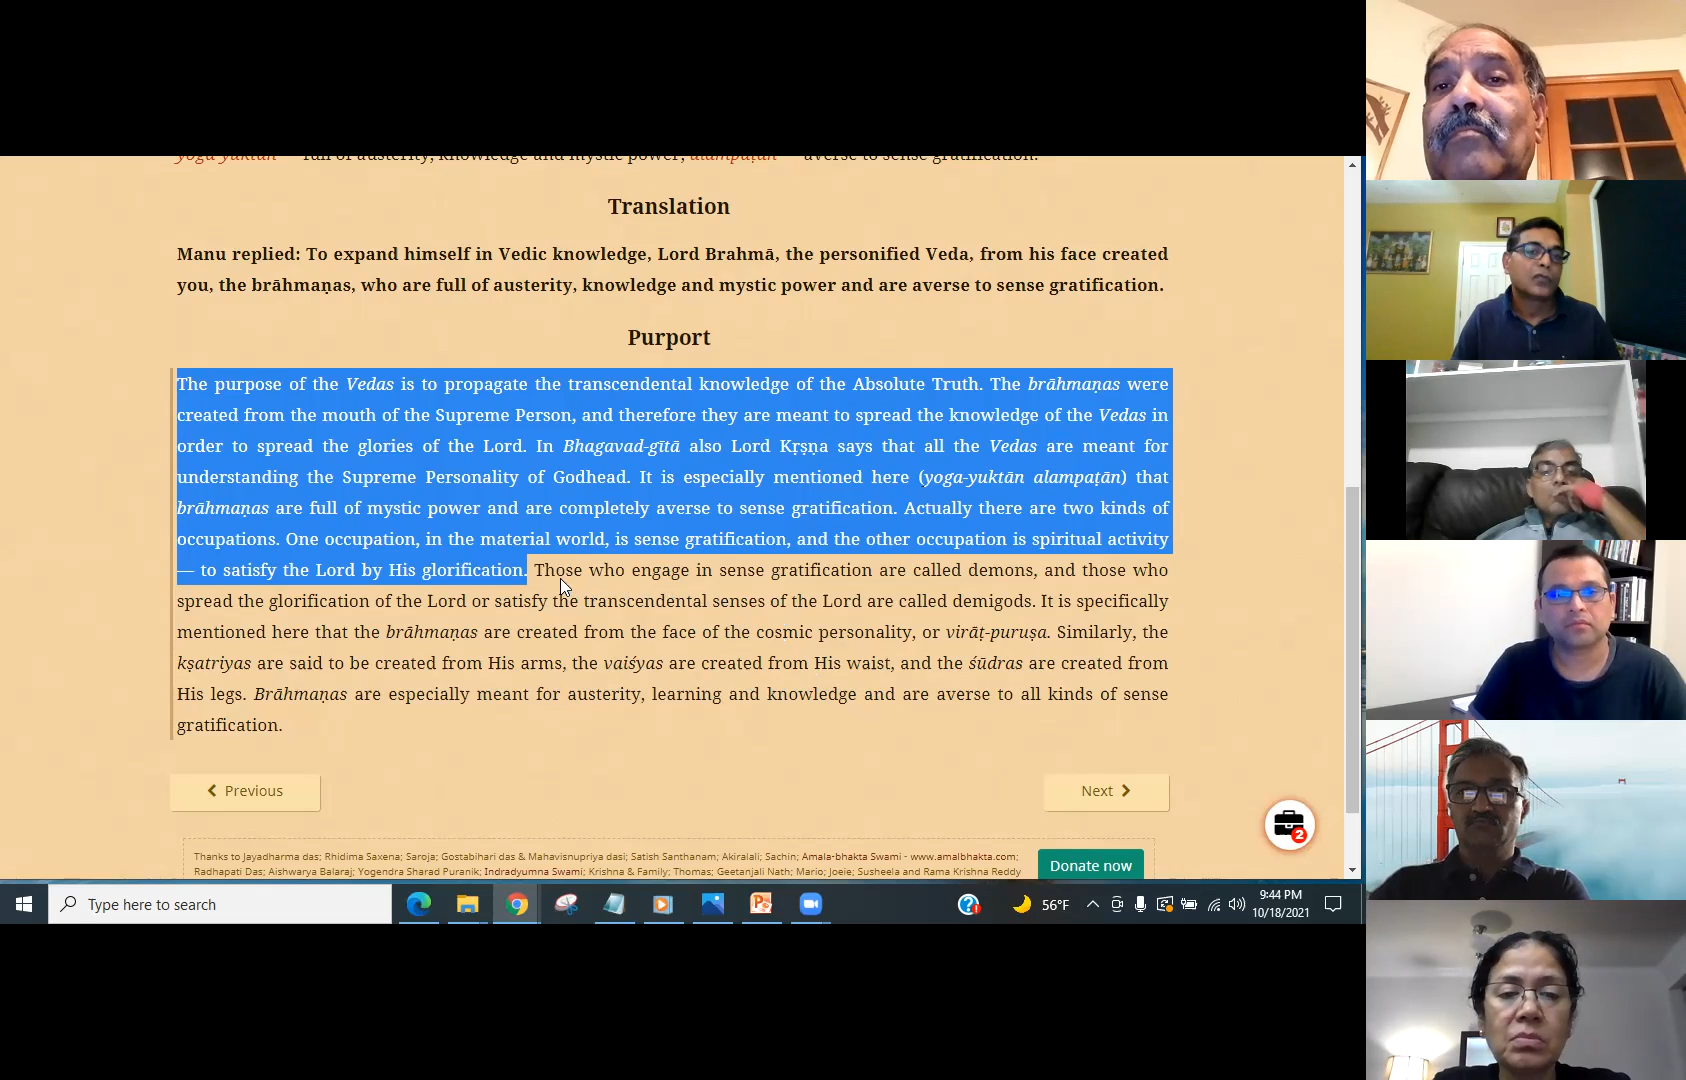 yoga-yuktān — full of austerity, knowledge and mystic power; alampaṭān — averse to sense gratification.
Translation
Manu replied: To expand himself in Vedic knowledge, Lord Brahmā, the personified Veda, from his face created
you, the brāhmaṇas, who are full of austerity, knowledge and mystic power and are averse to sense gratification.
Purport
The purpose of the Vedas is to propagate the transcendental knowledge of the Absolute Truth. The brāhmaṇas were
created from the mouth of the Supreme Person, and therefore they are meant to spread the knowledge of the Vedas in
order to spread the glories of the Lord. In Bhagavad-gītā also Lord Kṛṣṇa says that all the Vedas are meant for
understanding the Supreme Personality of Godhead. It is especially mentioned here (yoga-yuktān alampaṭān) that
brāhmaṇas are full of mystic power and are completely averse to sense gratification. Actually there are two kinds of
occupations. One occupation, in the material world, is sense gratification, and the other occupation is spiritual activity
— to satisfy the Lord by His glorification. Those who engage in sense gratification are called demons, and those who
spread the glorification of the Lord or satisfy the transcendental senses of the Lord are called demigods. It is specifically
mentioned here that the brāhmaṇas are created from the face of the cosmic personality, or virāṭ-puruṣa. Similarly, the
kṣatriyas are said to be created from His arms, the vaiśyas are created from His waist, and the śūdras are created from
His legs. Brāhmaṇas are especially meant for austerity, learning and knowledge and are averse to all kinds of sense
gratification.
Previous
Next
2
Thanks to Jayadharma das; Rhidima Saxena; Saroja; Gostabihari das & Mahavisnupriya dasi; Satish Santhanam; Akiralali; Sachin; Amala-bhakta Swami - www.amalbhakta.com;
Radhapati Das; Aishwarya Balaraj; Yogendra Sharad Puranik; Indradyumna Swami; Krishna & Family; Thomas; Geetanjali Nath; Mario; Joeie; Susheela and Rama Krishna Reddy
Donate now
Type here to search
56°F
9:44 PM
10/18/2021